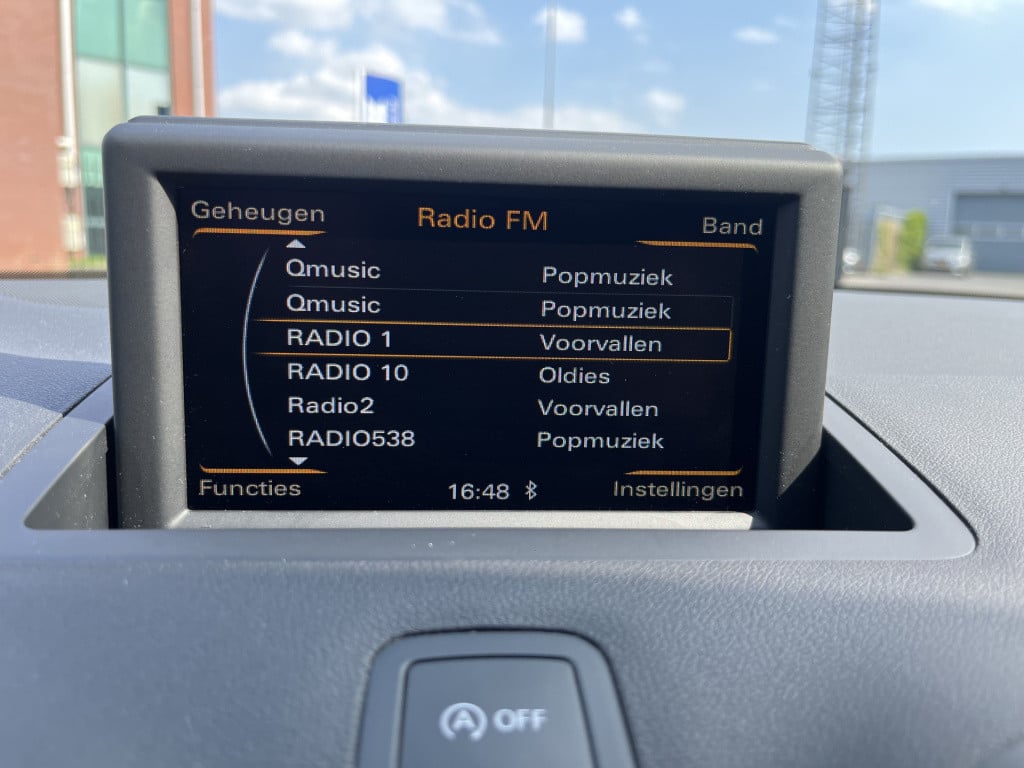 Geheugen Radio FM Band
Qmusic Popmuziek
Qmusic Popmuziek
RADIO 1 Voorvallen
RADIO 10 Oldies
Radio2 Voorvallen
RADIO538 Popmuziek
Functies 16:48 Instellingen
A OFF